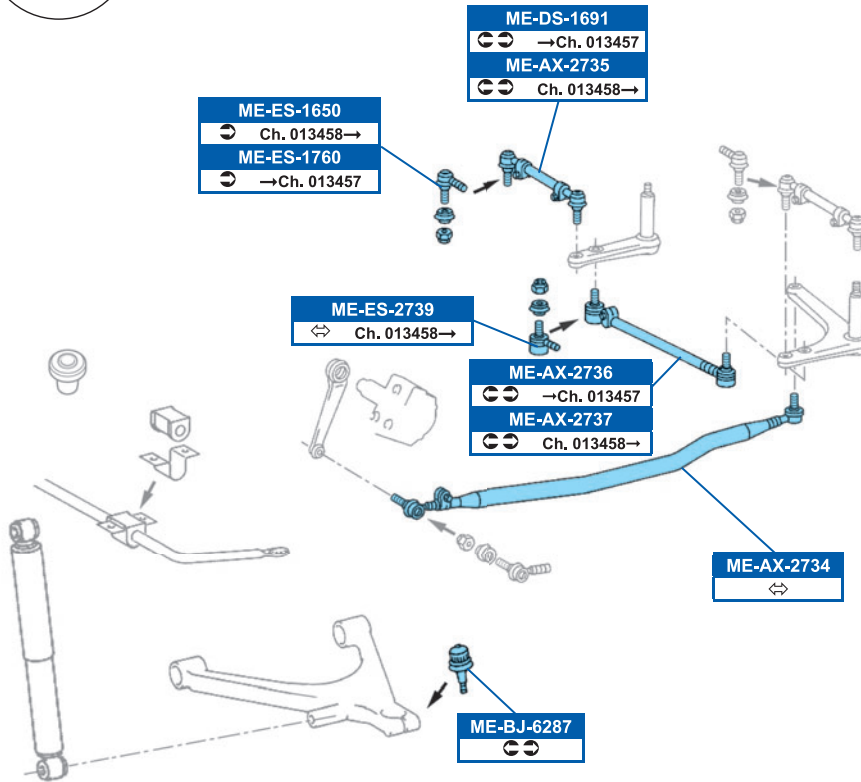 ME-DS-1691
→Ch. 013457
ME-AX-2735
Ch. 013458→
ME-ES-1650
Ch. 013458→
ME-ES-1760
→Ch. 013457
ME-ES-2739
⇔ Ch. 013458→
ME-AX-2736
→Ch. 013457
ME-AX-2737
Ch. 013458→
ME-AX-2734
⇔
ME-BJ-6287